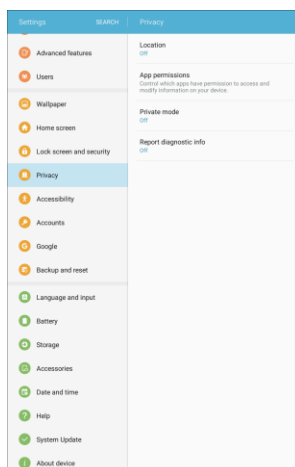 Settings
SEARCH
Advanced features
Users
Wallpaper
Home screen
Lock screen and security
Privacy
Accessibility
Accounts
Google
Backup and reset
Language and input
Battery
Storage
Accessories
Date and time
Help
System Update
About device
Privacy
Location
Off
App permissions
Control which apps have permission to access and
modify information on your device.
Private mode
Off
Report diagnostic info
Off